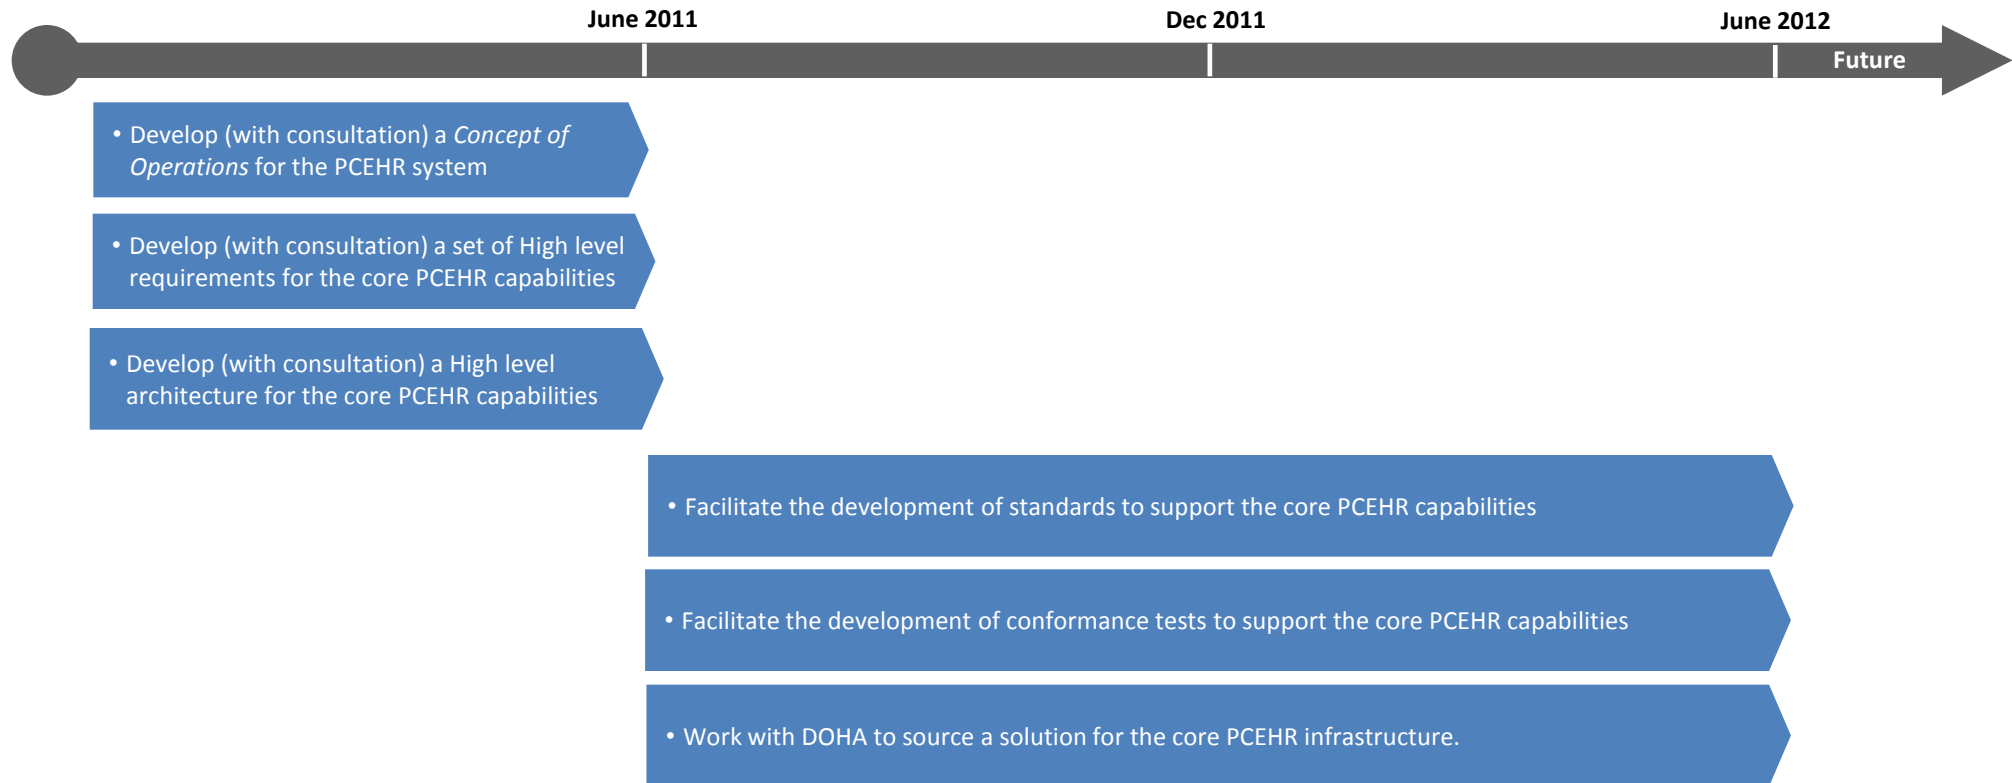 June 2011
Dec 2011
June 2012
Future
• Develop (with consultation) a Concept of
Operations for the PCEHR system
• Develop (with consultation) a set of High level
requirements for the core PCEHR capabilities
• Develop (with consultation) a High level
architecture for the core PCEHR capabilities
• Facilitate the development of standards to support the core PCEHR capabilities
• Facilitate the development of conformance tests to support the core PCEHR capabilities
• Work with DOHA to source a solution for the core PCEHR infrastructure.